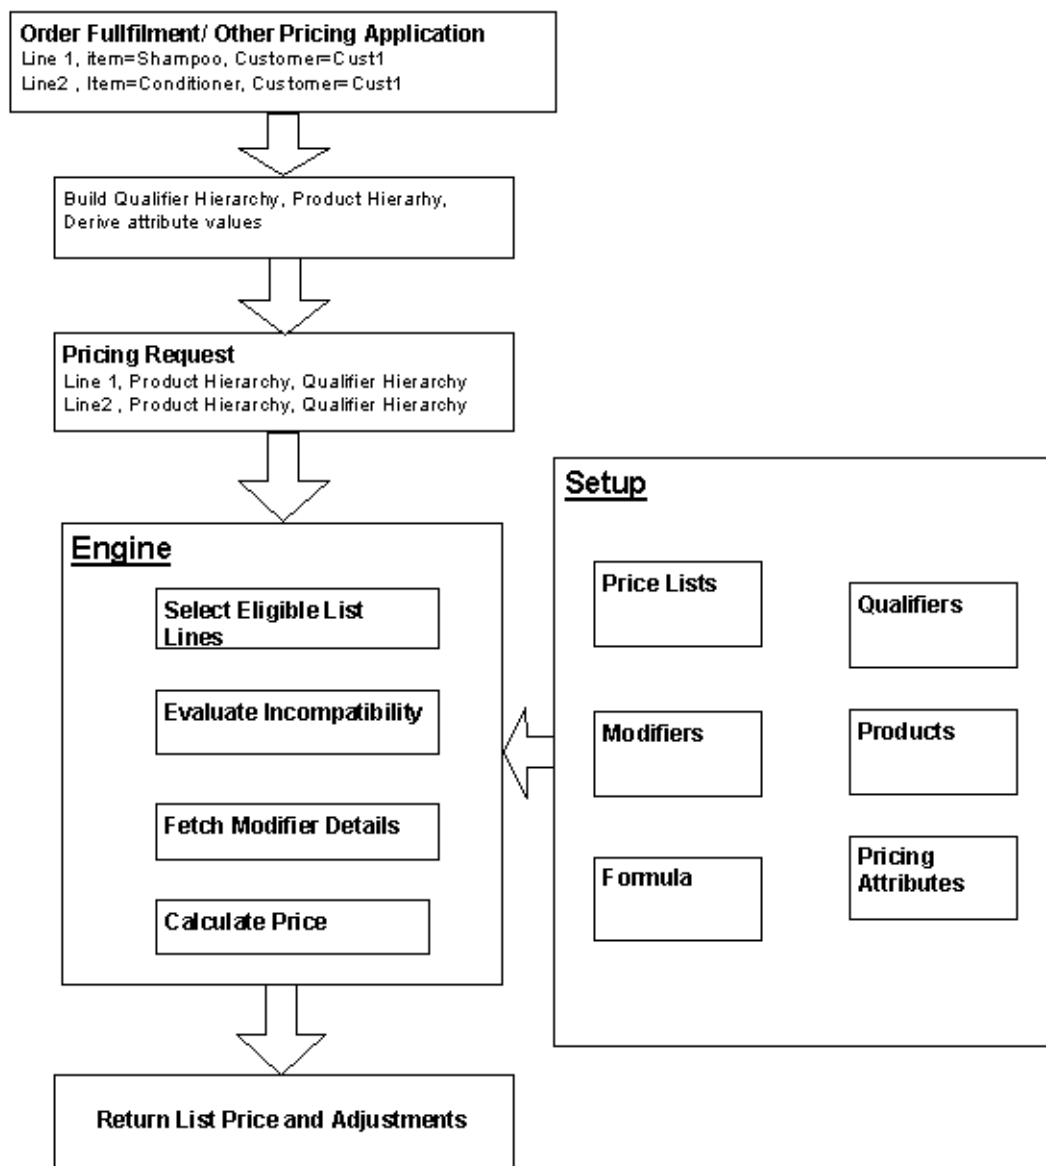 Order Fullfilment/ Other Pricing Application
Line 1, item=Shampoo, Customer=Cust1
Line2 , Item=Conditioner, Customer=Cust1
Build Qualifier Hierarchy, Product Hierarhy,
Derive attribute values
Pricing Request
Line 1, Product Hierarchy, Qualifier Hierarchy
Line2 , Product Hierarchy, Qualifier Hierarchy
Engine
Select Eligible List
Lines
Evaluate Incompatibility
Fetch Modifier Details
Calculate Price
Setup
Price Lists
Qualifiers
Modifiers
Products
Formula
Pricing
Attributes
Return List Price and Adjustments